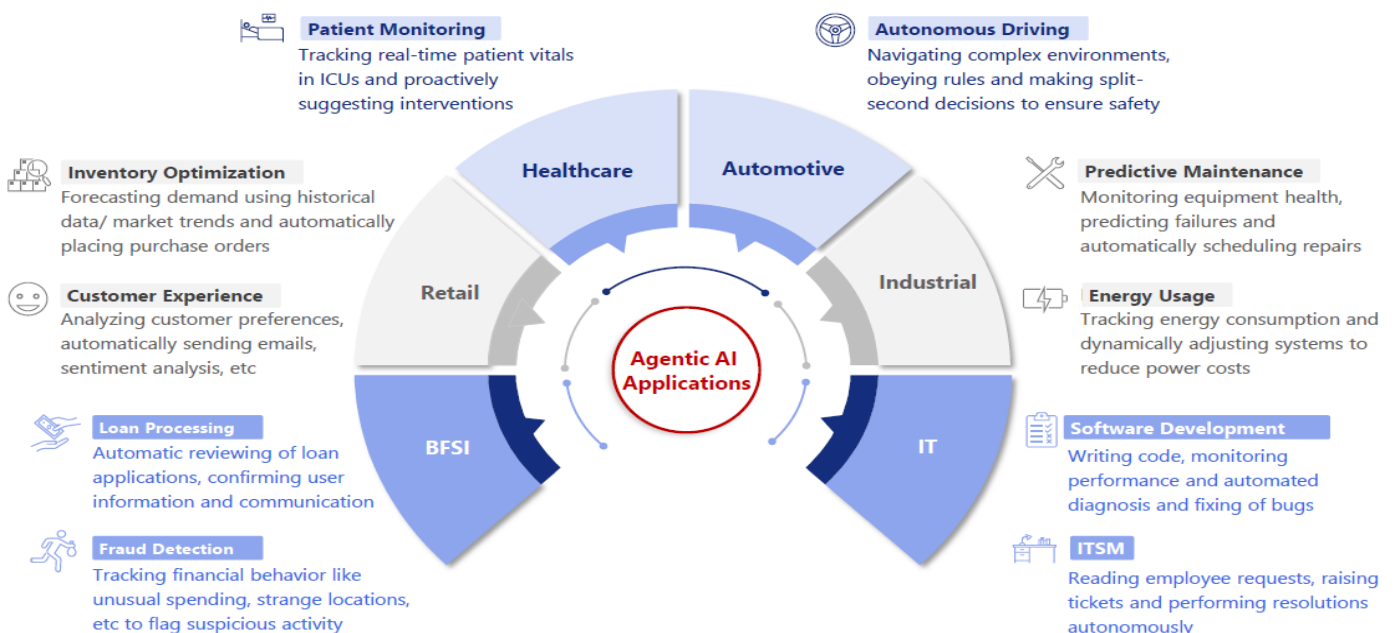 Patient Monitoring
Tracking real-time patient vitals
in ICUs and proactively
suggesting interventions
Autonomous Driving
Navigating complex environments,
obeying rules and making split-
second decisions to ensure safety
Inventory Optimization
Forecasting demand using historical
data/ market trends and automatically
placing purchase orders
Customer Experience
Analyzing customer preferences,
automatically sending emails,
sentiment analysis, etc
Loan Processing
Automatic reviewing of loan
applications, confirming user
information and communication
Fraud Detection
Tracking financial behavior like
unusual spending, strange locations,
etc to flag suspicious activity
Healthcare
Automotive
Retail
Industrial
BFSI
IT
Agentic AI
Applications
Predictive Maintenance
Monitoring equipment health,
predicting failures and
automatically scheduling repairs
Energy Usage
Tracking energy consumption and
dynamically adjusting systems to
reduce power costs
Software Development
Writing code, monitoring
performance and automated
diagnosis and fixing of bugs
ITSM
Reading employee requests, raising
tickets and performing resolutions
autonomously